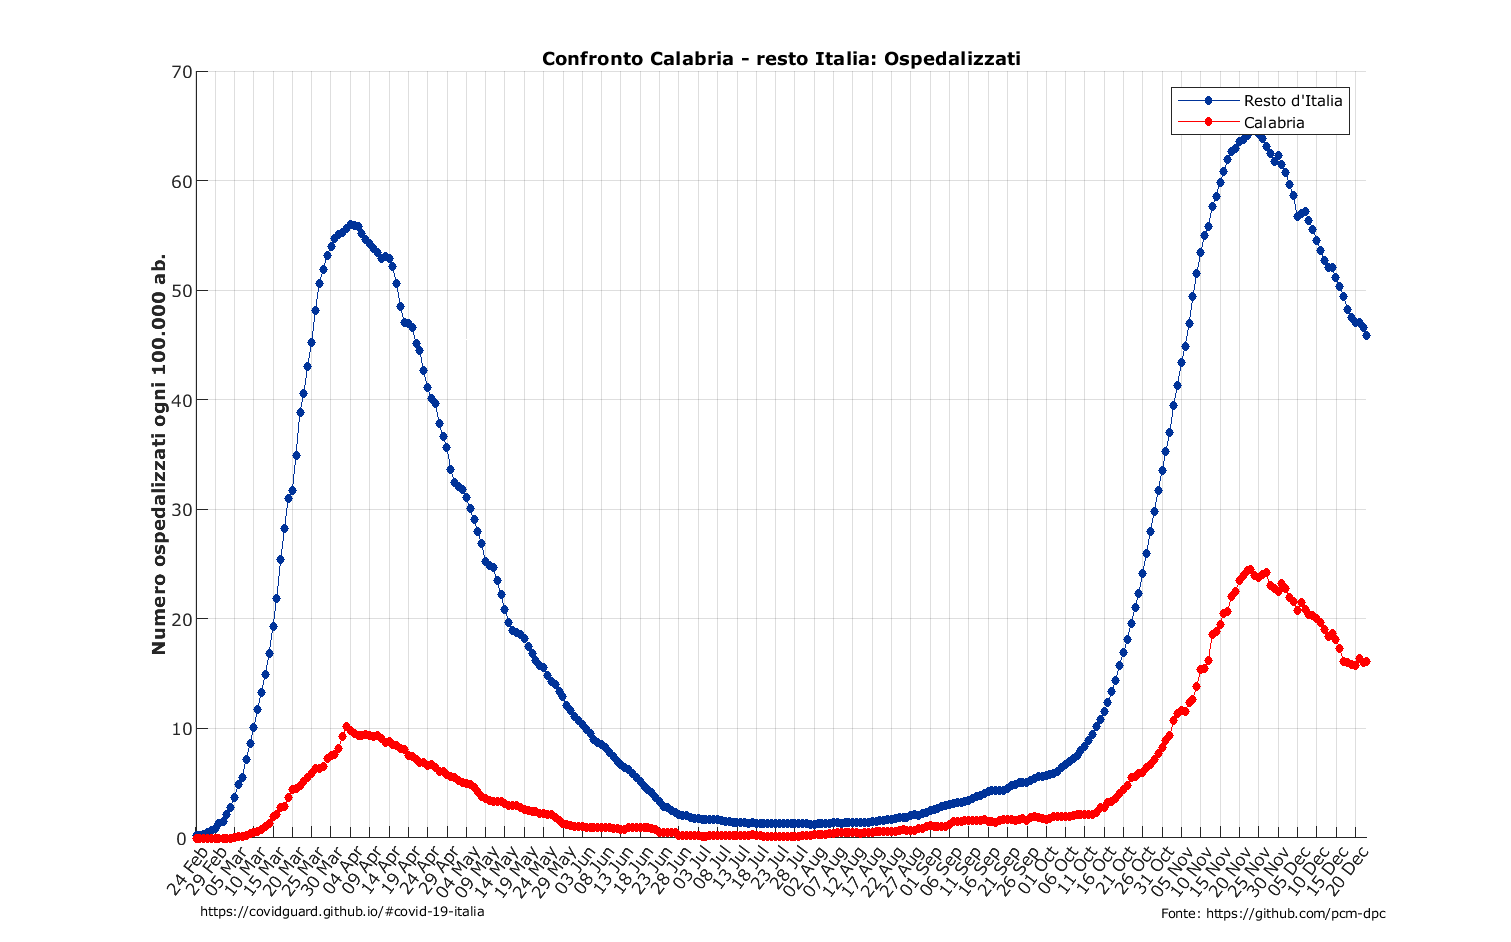 Confronto Calabria - resto Italia: Ospedalizzati
Resto d'Italia
Calabria
Numero ospedalizzati ogni 100.000 ab.
70
60
50
40
30
20
10
0
24 Feb
29 Feb
05 Mar
10 Mar
15 Mar
20 Mar
25 Mar
30 Mar
04 Apr
09 Apr
14 Apr
19 Apr
24 Apr
29 Apr
04 May
09 May
14 May
19 May
24 May
29 May
03 Jun
08 Jun
13 Jun
18 Jun
23 Jun
28 Jun
03 Jul
08 Jul
13 Jul
18 Jul
23 Jul
28 Jul
02 Aug
07 Aug
12 Aug
17 Aug
22 Aug
27 Aug
01 Sep
06 Sep
11 Sep
16 Sep
21 Sep
26 Sep
01 Oct
06 Oct
11 Oct
16 Oct
21 Oct
26 Oct
31 Oct
05 Nov
10 Nov
15 Nov
20 Nov
25 Nov
30 Nov
05 Dec
10 Dec
15 Dec
20 Dec
https://covidguard.github.io/#covid-19-italia
Fonte: https://github.com/pcm-dpc